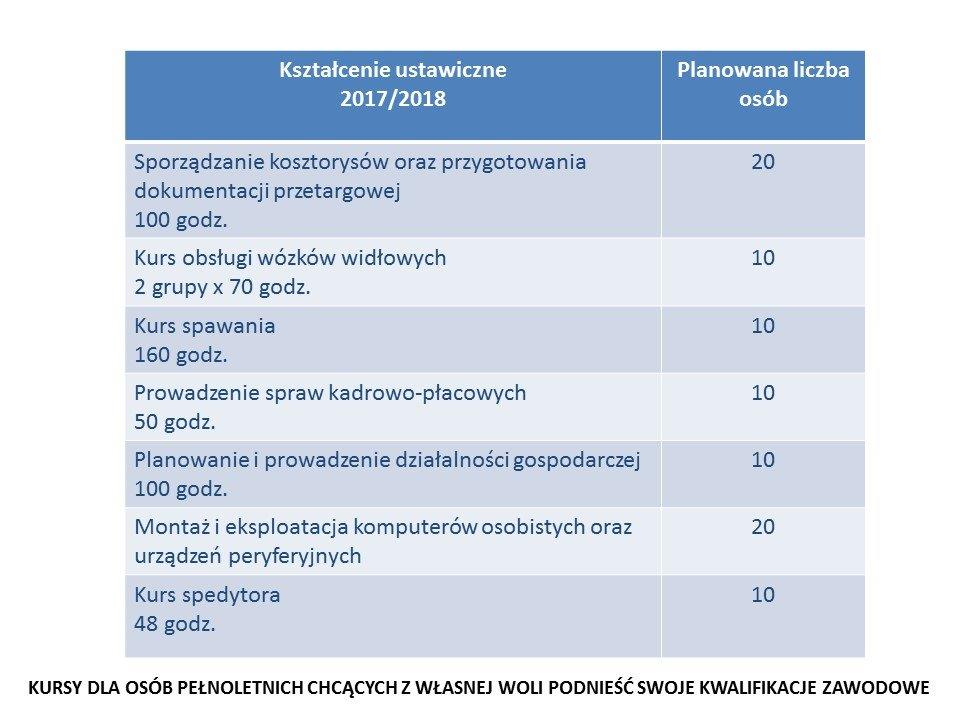 Kształcenie ustawiczne
2017/2018
Planowana liczba
osób
Sporządzanie kosztorysów oraz przygotowania
dokumentacji przetargowej
100 godz.
20
Kurs obsługi wózków widłowych
2 grupy x 70 godz.
10
Kurs spawania
160 godz.
10
Prowadzenie spraw kadrowo-płacowych
50 godz.
10
Planowanie i prowadzenie działalności gospodarczej
100 godz.
10
Montaż i eksploatacja komputerów osobistych oraz
urządzeń peryferyjnych
20
Kurs spedytora
48 godz.
10
KURSY DLA OSÓB PEŁNOLETNICH CHCĄCYCH Z WŁASNEJ WOLI PODNIEŚĆ SWOJE KWALIFIKACJE ZAWODOWE